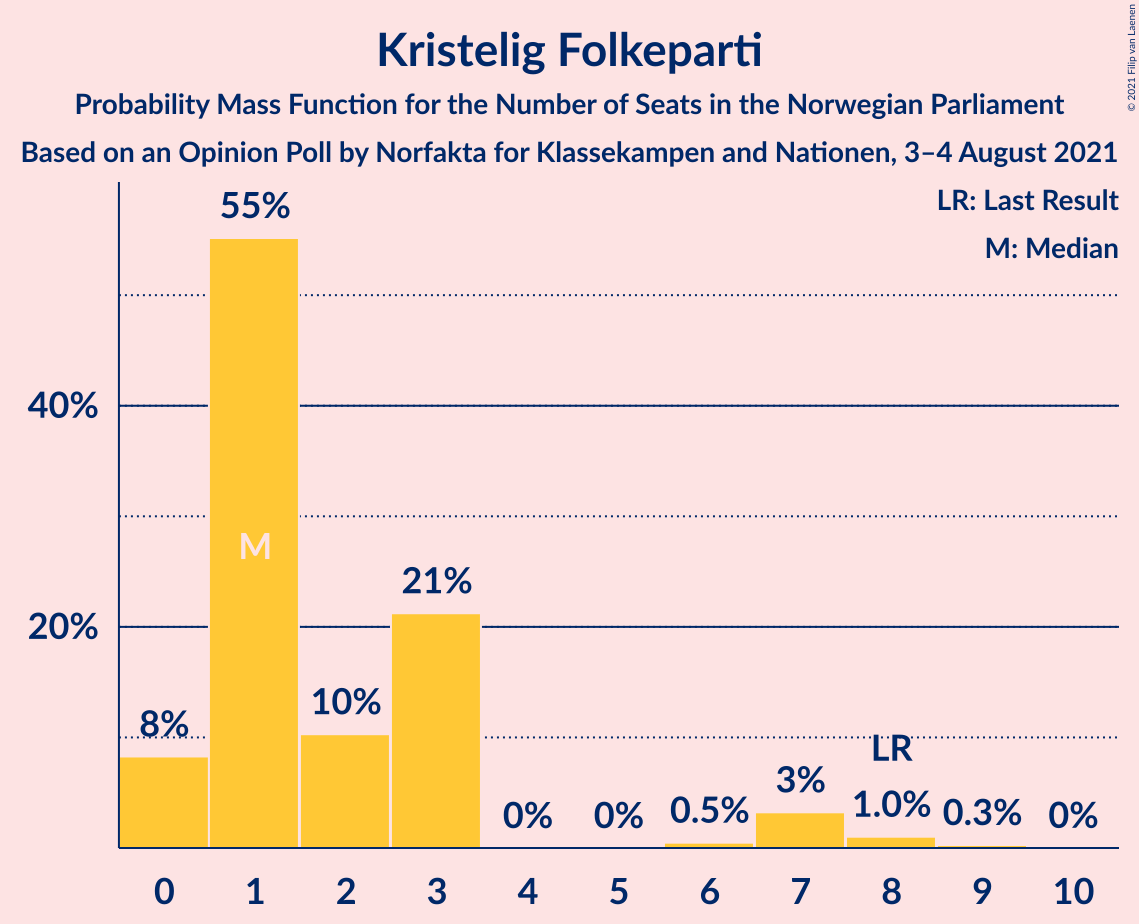 Kristelig Folkeparti
Probability Mass Function for the Number of Seats in the Norwegian Parliament
Based on an Opinion Poll by Norfakta for Klassekampen and Nationen, 3–4 August 2021
© 2021 Filip van Laenen
LR: Last Result
M: Median
55%
40%
M
21%
20%
10%
8%
LR
3%
0% 0% 0.5% 1.0% 0.3% 0%
0 1 2 3 4 5 6 7 8 9 10